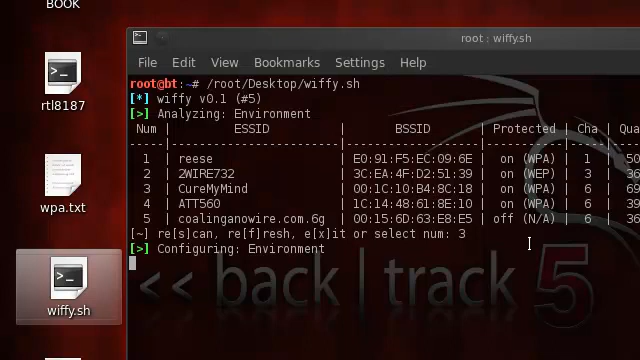 BOOK
rtl8187
wpa.txt
wiffy.sh
root : wiffy.sh
File Edit View Bookmarks Settings Help
root@bt:~# /root/Desktop/wiffy.sh
[*] wiffy v0.1 (#5)
[>] Analyzing: Environment
Num | ESSID | BSSID | Protected | Cha | Qua
-----|------------------------|-------------------|-----------|-----|----
1 | reese | E0:91:F5:EC:09:6E | on (WPA) | 1 | 50
2 | 2WIRE732 | 3C:EA:4F:D2:51:39 | on (WEP) | 3 | 36
3 | CureMyMind | 00:1C:10:B4:8C:18 | on (WPA) | 6 | 69
4 | ATT560 | 1C:14:48:61:8E:10 | on (WPA) | 6 | 39
5 | coalinganowire.com.6g | 00:15:6D:63:E8:E5 | off (N/A) | 6 | 36
[~] re[s]can, re[f]resh, e[x]it or select num: 3
[>] Configuring: Environment
<< back | track 5